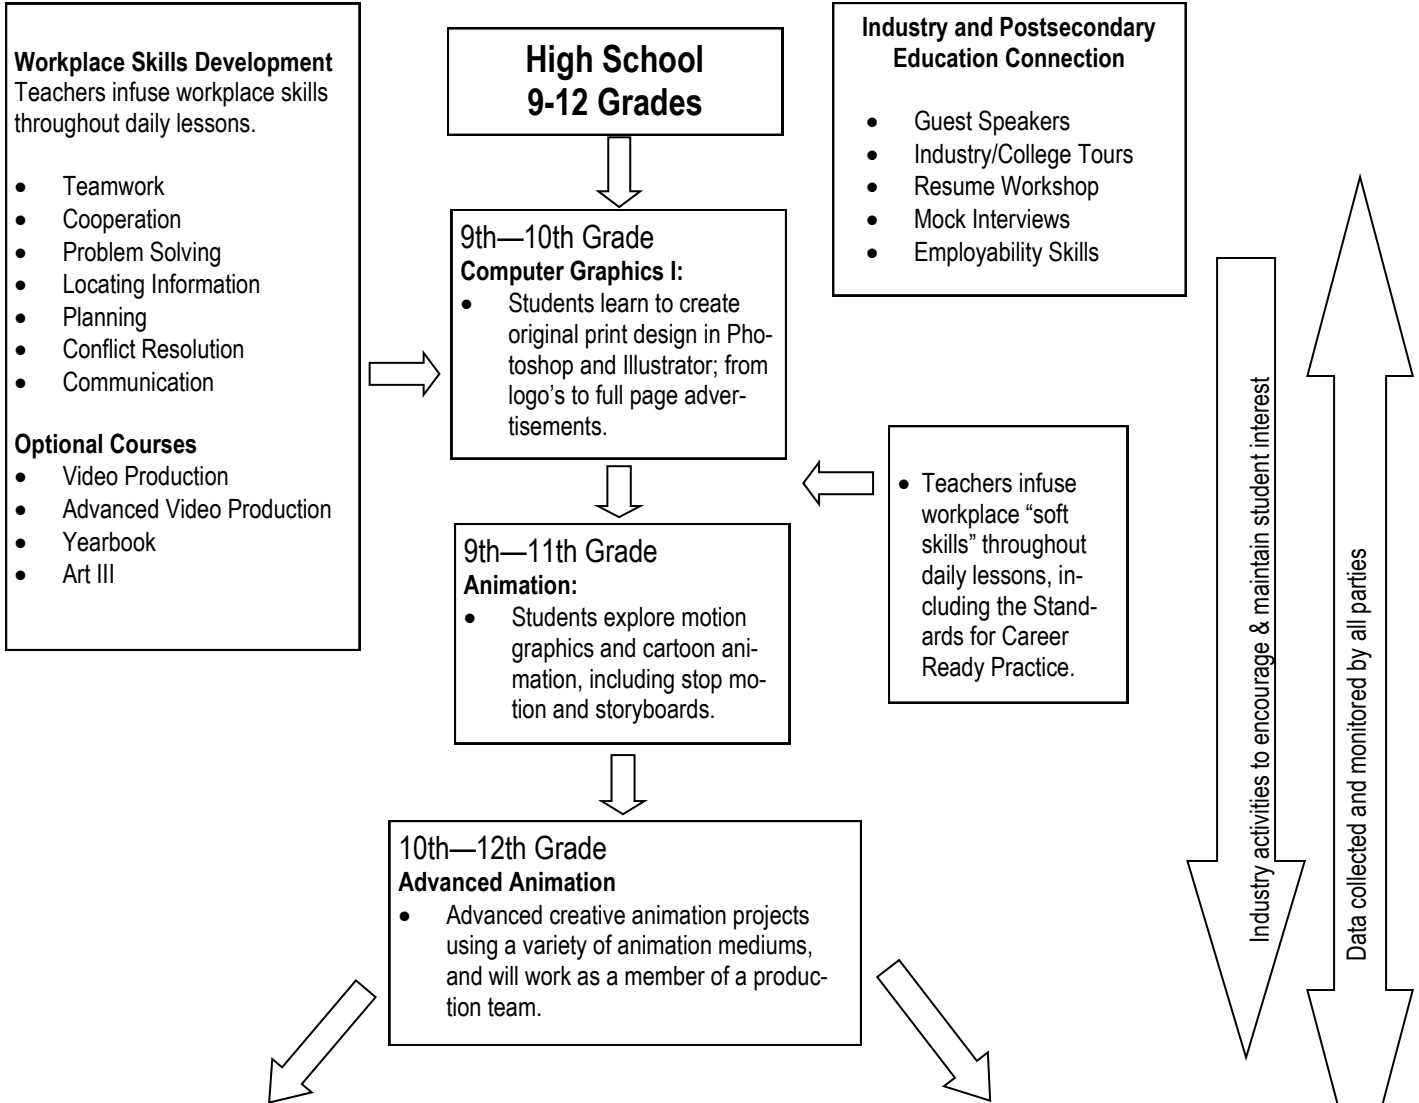 Workplace Skills Development
Teachers infuse workplace skills
throughout daily lessons.
• Teamwork
• Cooperation
• Problem Solving
• Locating Information
• Planning
• Conflict Resolution
• Communication
Optional Courses
• Video Production
• Advanced Video Production
• Yearbook
• Art III
High School
9-12 Grades
9th—10th Grade
Computer Graphics I:
• Students learn to create
original print design in Pho-
toshop and Illustrator; from
logo's to full page adver-
tisements.
9th—11th Grade
Animation:
• Students explore motion
graphics and cartoon ani-
mation, including stop mo-
tion and storyboards.
10th—12th Grade
Advanced Animation
• Advanced creative animation projects
using a variety of animation mediums,
and will work as a member of a produc-
tion team.
Industry and Postsecondary
Education Connection
• Guest Speakers
• Industry/College Tours
• Resume Workshop
• Mock Interviews
• Employability Skills
• Teachers infuse
workplace “soft
skills” throughout
daily lessons, in-
cluding the Stand-
ards for Career
Ready Practice.
Industry activities to encourage & maintain student interest
Data collected and monitored by all parties